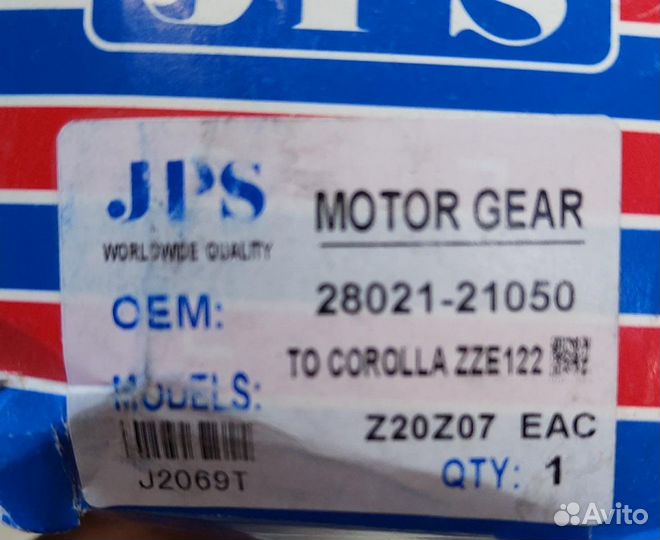 JPS
JPS
WORLDWIDE QUALITY
MOTOR GEAR
OEM:
28021-21050
TO COROLLA ZZE122
MODELS:
Z20Z07 EAC
J2069T
QTY: 1
Avito